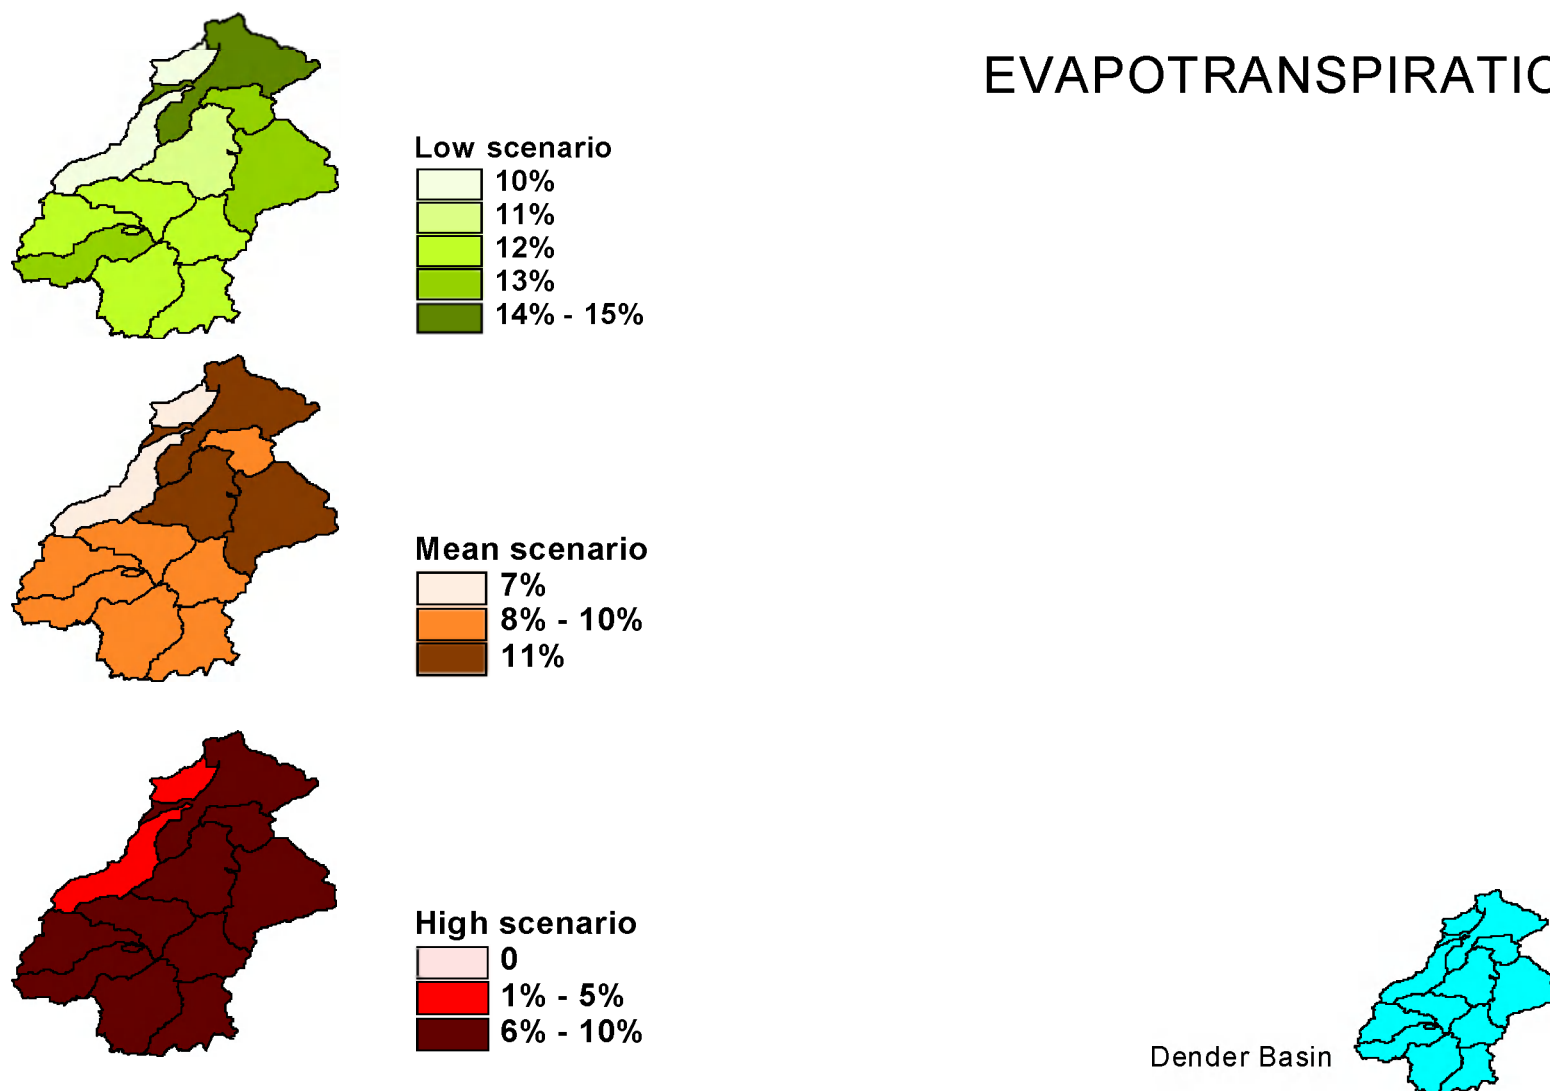 EVAPOTRANSPIRATIO
Low scenario
10%
11%
12%
13%
14% - 15%
Mean scenario
7%
8% - 10%
11%
High scenario
0
1% - 5%
6% - 10%
Dender Basin